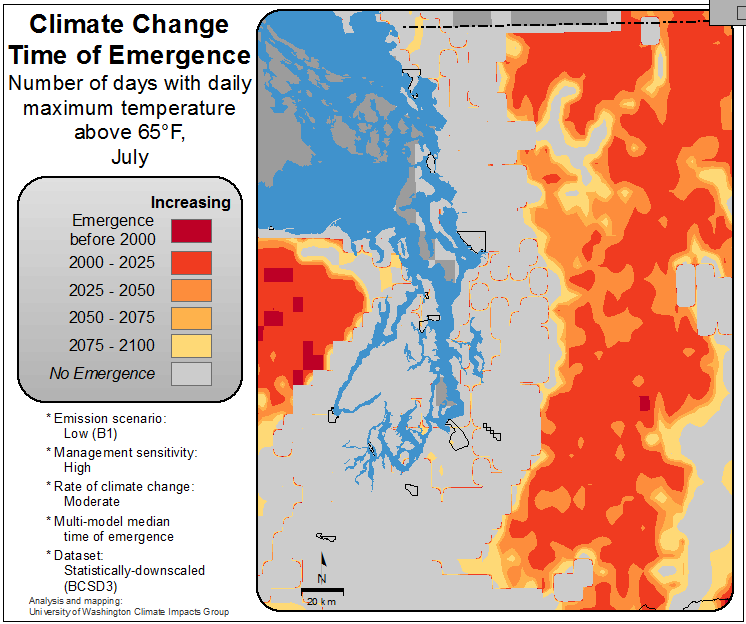 Climate Change
Time of Emergence
Number of days with daily
maximum temperature
above 65°F,
July
Increasing
Emergence
before 2000
2000 - 2025
2025 - 2050
2050 - 2075
2075 - 2100
No Emergence
* Emission scenario:
Low (B1)
* Management sensitivity:
High
* Rate of climate change:
Moderate
* Multi-model median
time of emergence
* Dataset:
Statistically-downscaled
(BCSD3)
Analysis and mapping:
University of Washington Climate Impacts Group
N
20 km